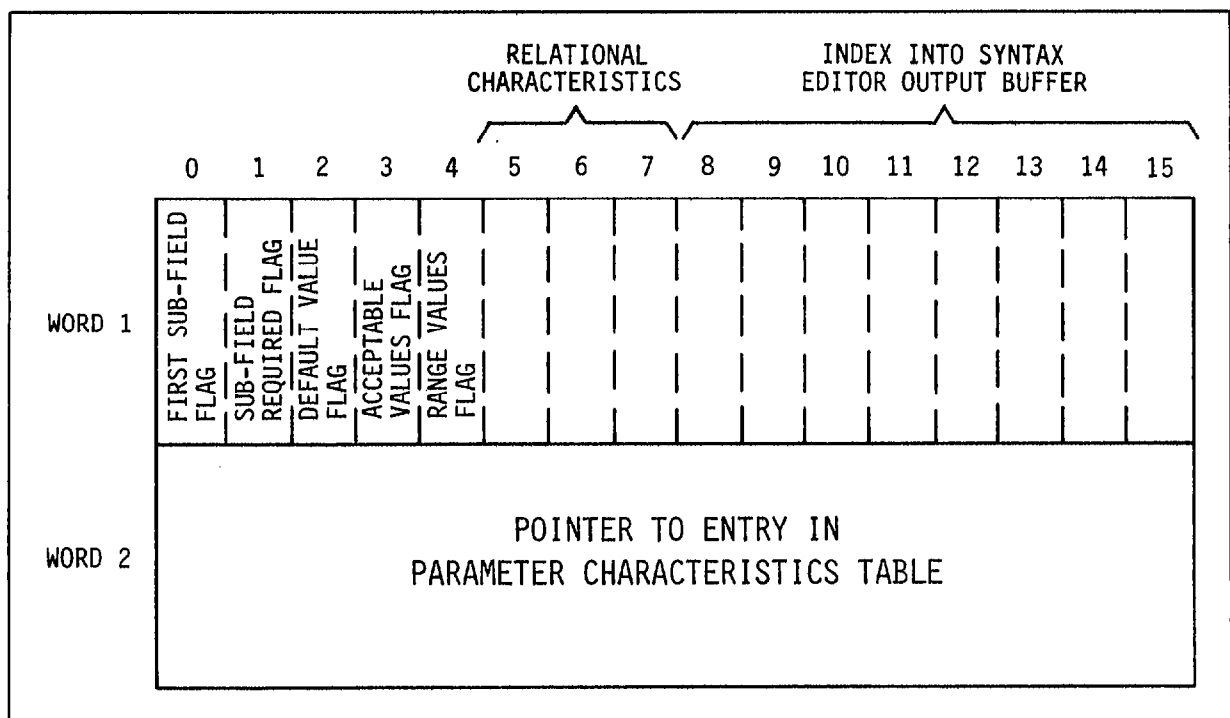 RELATIONAL
CHARACTERISTICS
INDEX INTO SYNTAX
EDITOR OUTPUT BUFFER
0 1 2 3 4 5 6 7 8 9 10 11 12 13 14 15
WORD 1
FIRST SUB-FIELD
FLAG
SUB-FIELD
REQUIRED FLAG
DEFAULT VALUE
FLAG
ACCEPTABLE
VALUES FLAG
RANGE VALUES
FLAG
WORD 2
POINTER TO ENTRY IN
PARAMETER CHARACTERISTICS TABLE